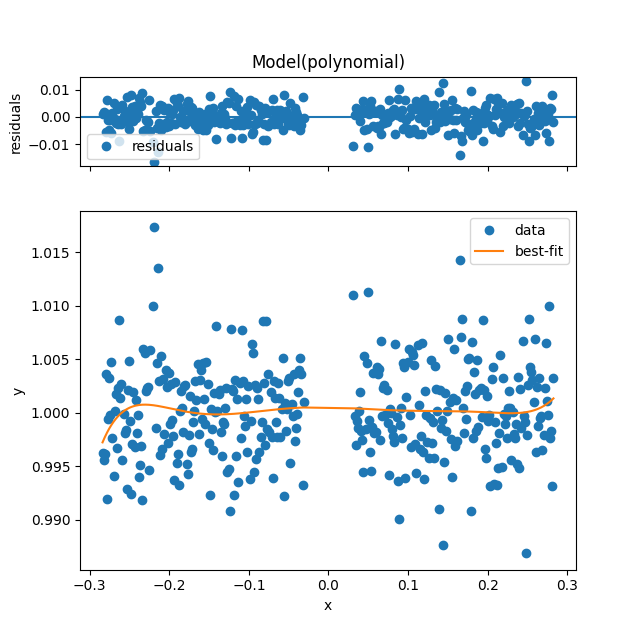 Model(polynomial)
0.01
0.00
−0.01
residuals
residuals
1.015
1.010
1.005
1.000
0.995
0.990
y
data
best-fit
−0.3 −0.2 −0.1 0.0 0.1 0.2 0.3
x